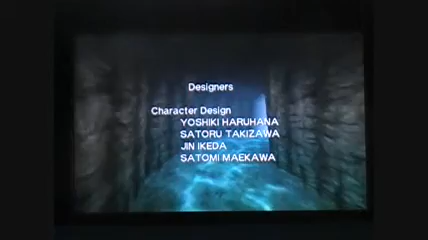 Designers
Character Design
YOSHIKI HARUHANA
SATORU TAKIZAWA
JIN IKEDA
SATOMI MAEKAWA